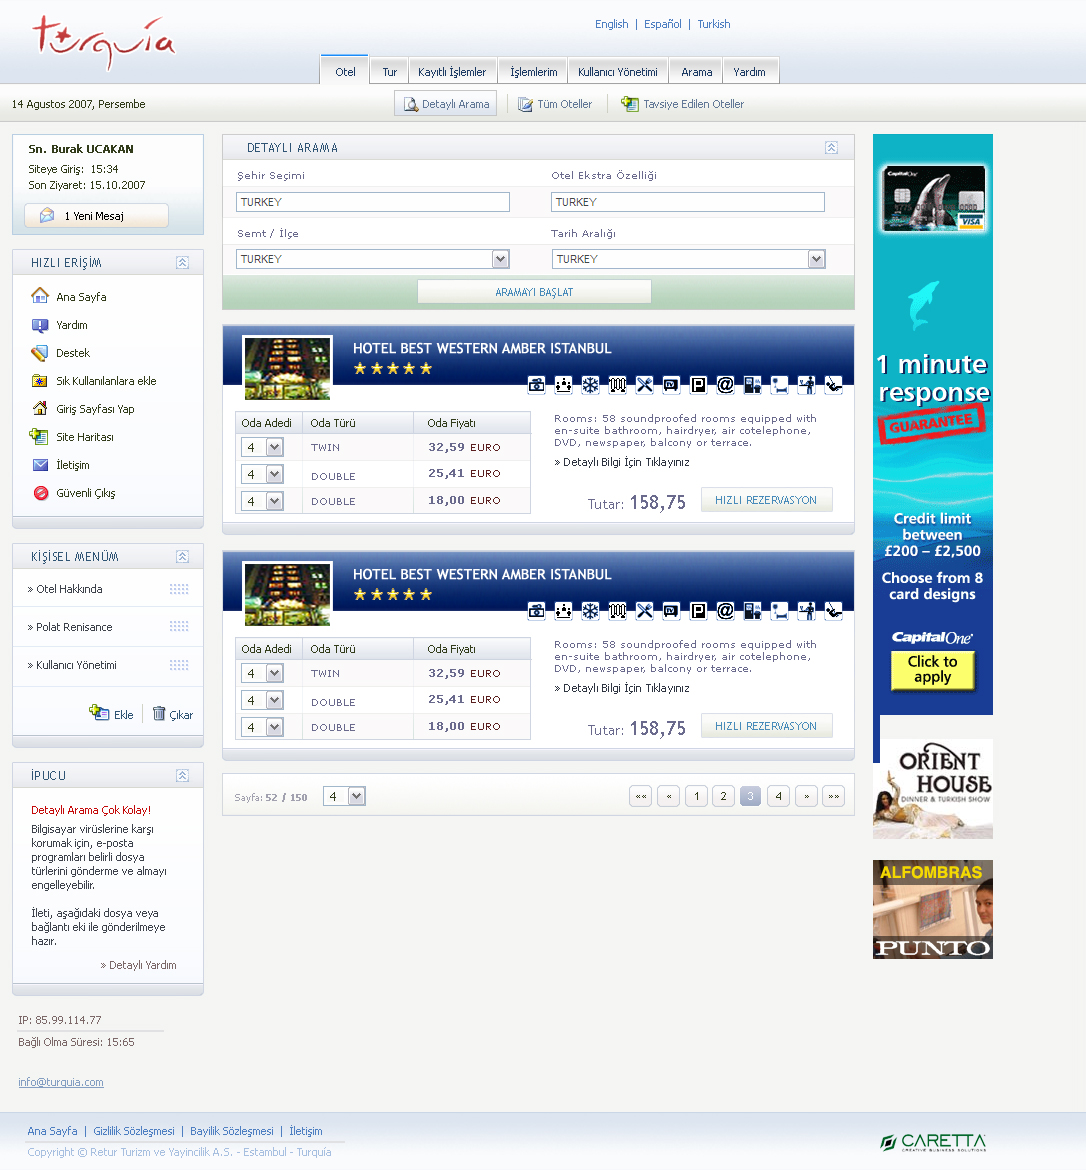 turquía
English | Español | Turkish
Otel
Tur
Kayıtlı İşlemler
İşlemlerim
Kullanıcı Yönetimi
Arama
Yardım
14 Agustos 2007, Persembe
Detaylı Arama
Tüm Oteller
Tavsiye Edilen Oteller
Sn. Burak UCAKAN
Siteye Giriş: 15:34
Son Ziyaret: 15.10.2007
1 Yeni Mesaj
HIZLI ERİŞİM
Ana Sayfa
Yardım
Destek
Sık Kullanılanlara ekle
Giriş Sayfası Yap
Site Haritası
İletişim
Güvenli Çıkış
KİŞİSEL MENÜM
» Otel Hakkında
» Polat Renisance
» Kullanıcı Yönetimi
Ekle
Çıkar
İPUCU
Detaylı Arama Çok Kolay!
Bilgisayar virüslerine karşı
korumak için, e-posta
programları belirli dosya
türlerini gönderme ve almayı
engelleyebilir.
İleti, aşağıdaki dosya veya
bağlantı eki ile gönderilmeye
hazır.
» Detaylı Yardım
IP: 85.99.114.77
Bağlı Olma Süresi: 15:65
info@turquia.com
DETAYLI ARAMA
Şehir Seçimi
Otel Ekstra Özelliği
TURKEY
TURKEY
Semt / İlçe
Tarih Aralığı
TURKEY
TURKEY
ARAMAYI BAŞLAT
HOTEL BEST WESTERN AMBER ISTANBUL
Oda Adedi
Oda Türü
Oda Fiyatı
4 TWIN 32,59 EURO
4 DOUBLE 25,41 EURO
4 DOUBLE 18,00 EURO
Rooms: 58 soundproofed rooms equipped with
en-suite bathroom, hairdryer, air cotelephone,
DVD, newspaper, balcony or terrace.
» Detaylı Bilgi İçin Tıklayınız
Tutar: 158,75
HIZLI REZERVASYON
HOTEL BEST WESTERN AMBER ISTANBUL
Oda Adedi
Oda Türü
Oda Fiyatı
4 TWIN 32,59 EURO
4 DOUBLE 25,41 EURO
4 DOUBLE 18,00 EURO
Rooms: 58 soundproofed rooms equipped with
en-suite bathroom, hairdryer, air cotelephone,
DVD, newspaper, balcony or terrace.
» Detaylı Bilgi İçin Tıklayınız
Tutar: 158,75
HIZLI REZERVASYON
Sayfa: 52 / 150
4
«« « 1 2 3 4 » »»
CapitalOne
VISA
1 minute
response
GUARANTEE
Credit limit
between
£200 – £2,500
Choose from 8
card designs
CapitalOne
Click to
apply
ORIENT
HOUSE
DINNER & TURKISH SHOW
ALFOMBRAS
PUNTO
Ana Sayfa | Gizlilik Sözleşmesi | Bayilik Sözleşmesi | İletişim
Copyright © Retur Turizm ve Yayincilik A.S. - Estambul - Turquía
CARETTA
CREATIVE BUSINESS SOLUTIONS